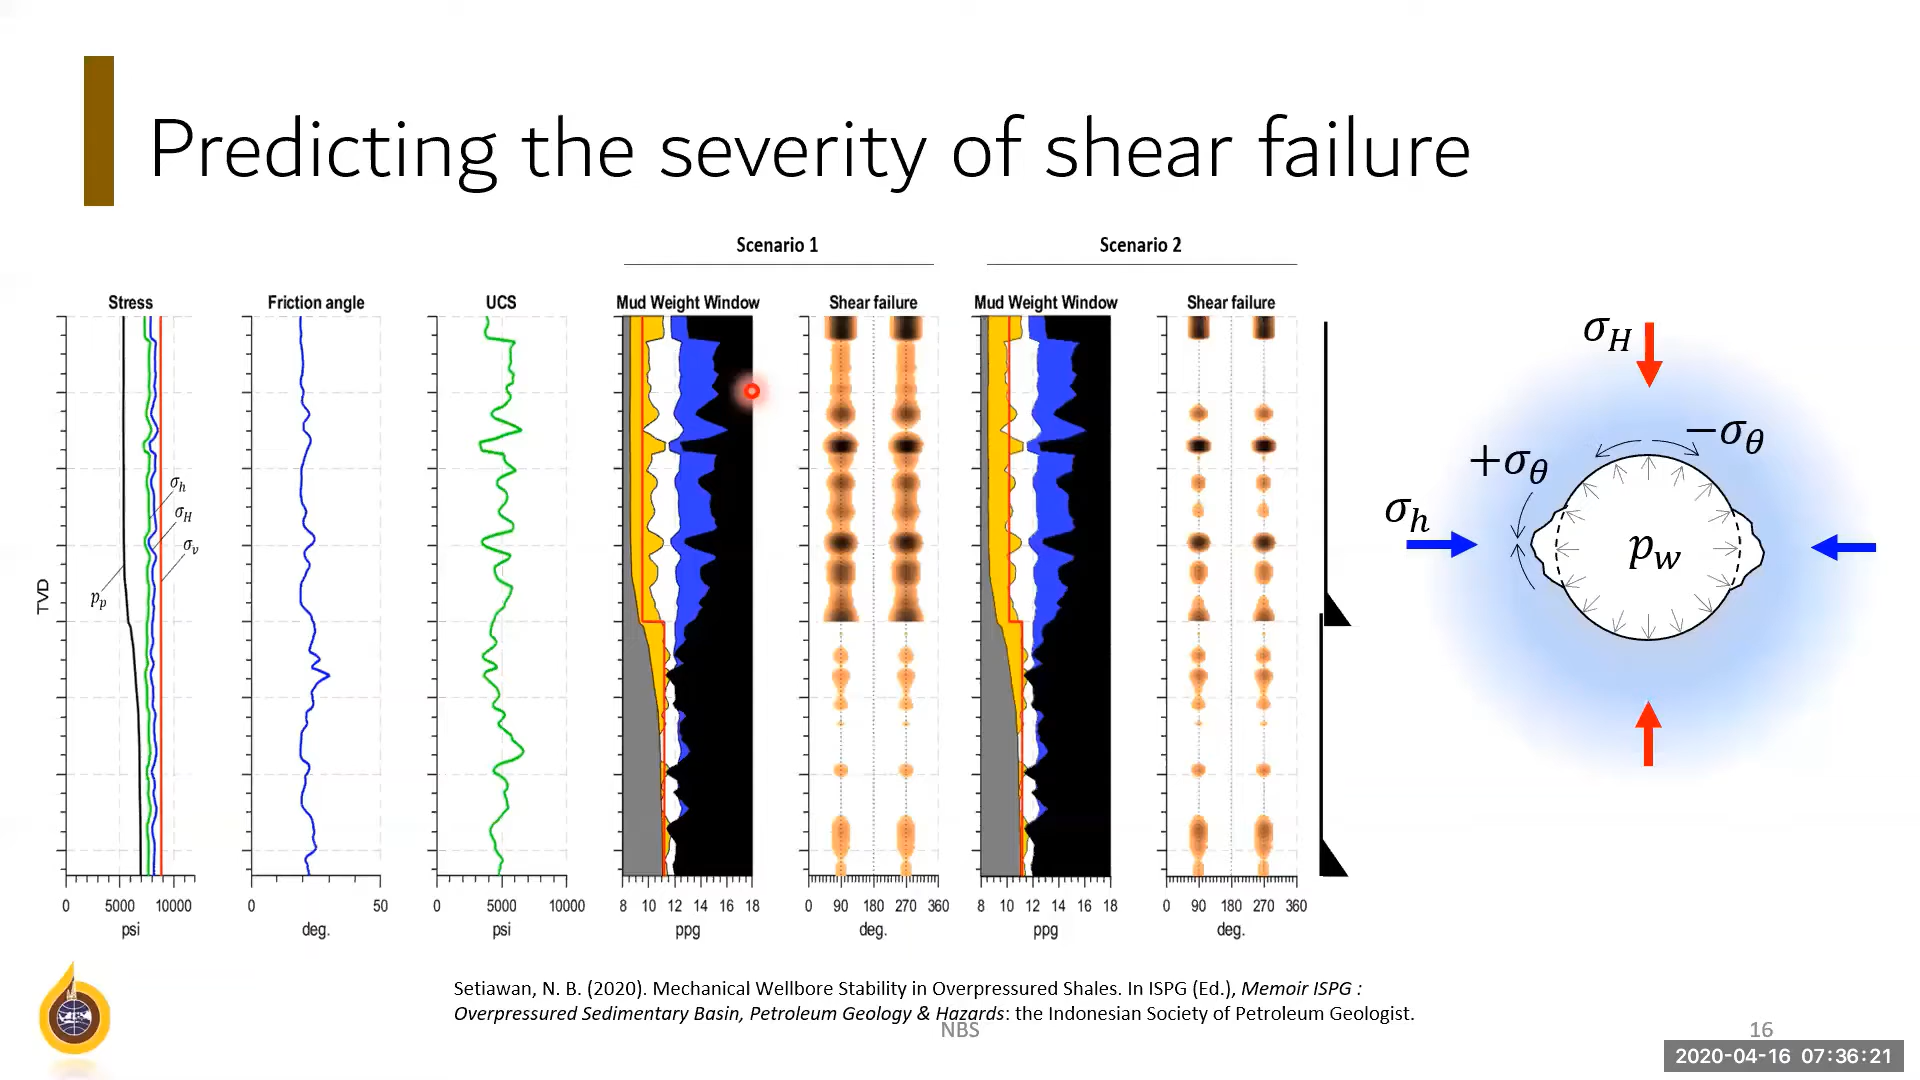 Predicting the severity of shear failure
Scenario 1
Scenario 2
Stress
Friction angle
UCS
Mud Weight Window
Shear failure
Mud Weight Window
Shear failure
σh
σH
σv
pp
TVD
0 5000 10000
psi
0 50
deg.
0 5000 10000
psi
8 10 12 14 16 18
ppg
0 90 180 270 360
deg.
8 10 12 14 16 18
ppg
0 90 180 270 360
deg.
σH
−σθ
+σθ
σh
pw
Setiawan, N. B. (2020). Mechanical Wellbore Stability in Overpressured Shales. In ISPG (Ed.), Memoir ISPG :
Overpressured Sedimentary Basin, Petroleum Geology & Hazards: the Indonesian Society of Petroleum Geologist.
NBS
16
2020-04-16 07:36:21